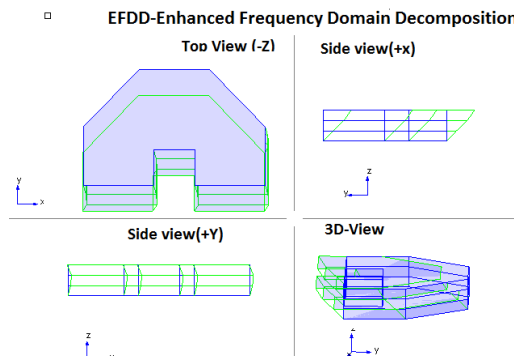 EFDD-Enhanced Frequency Domain Decomposition
Top View (-Z)
Side view(+x)
y
x
z
y
Side view(+Y)
3D-View
z
y